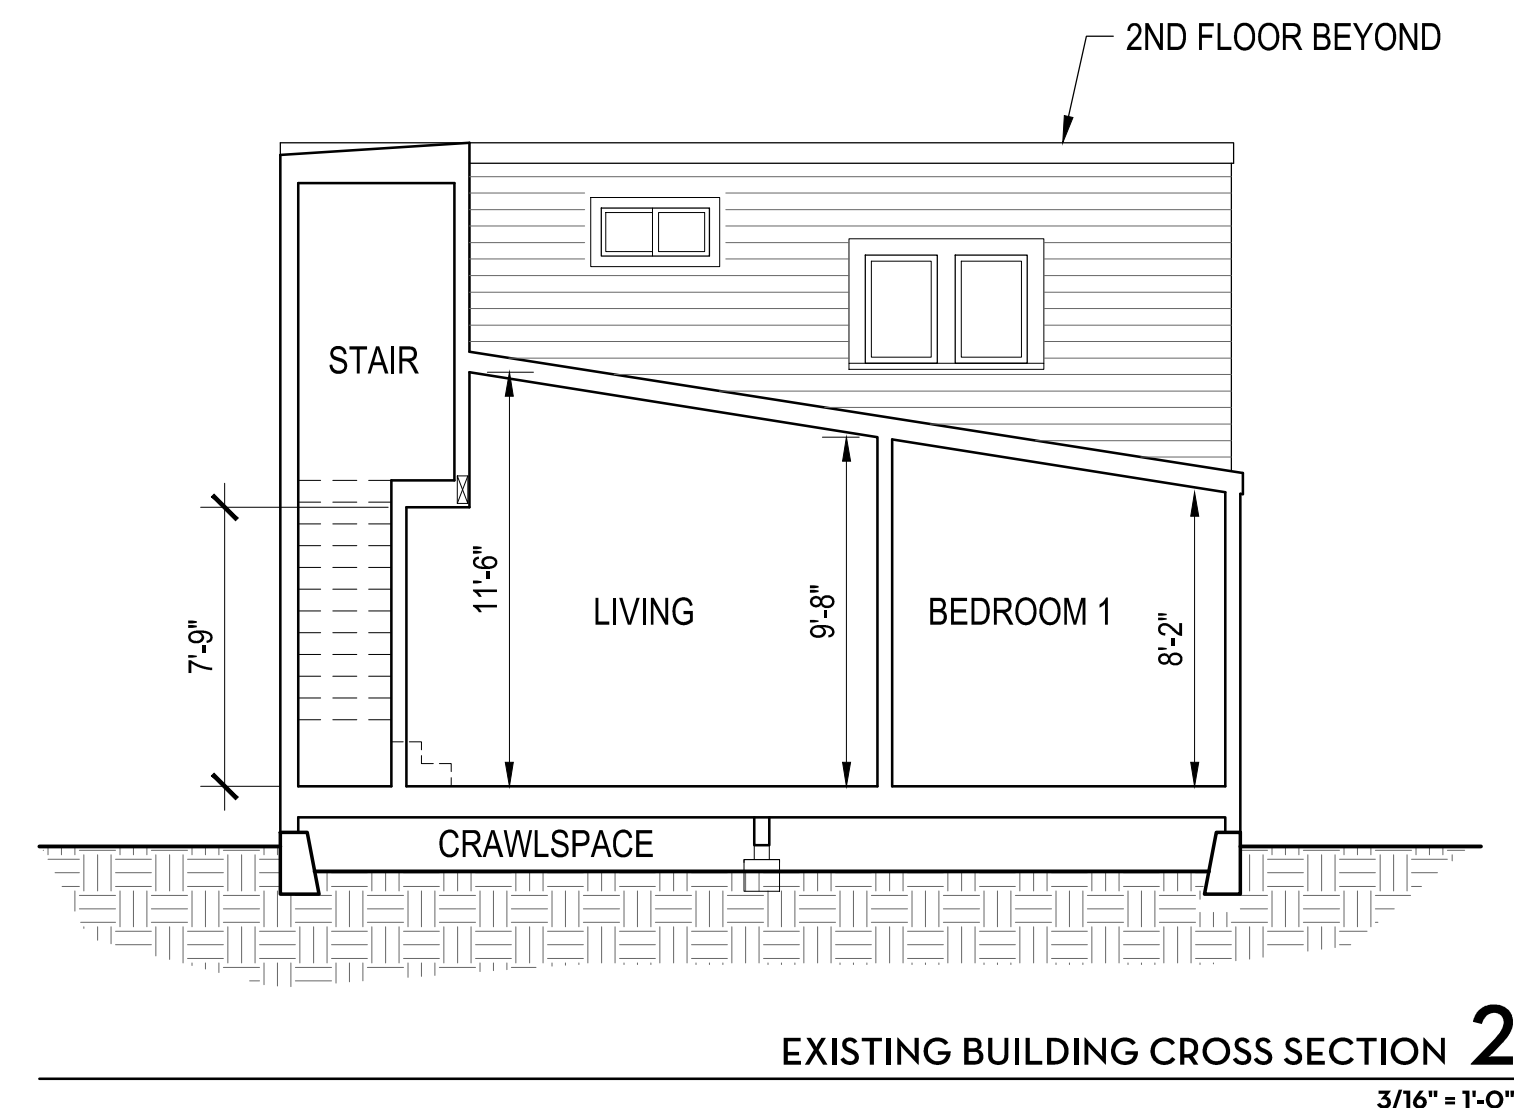 2ND FLOOR BEYOND
STAIR
11'-6"
LIVING
9'-8"
BEDROOM 1
8'-2"
7'-9"
CRAWLSPACE
EXISTING BUILDING CROSS SECTION 2
3/16" = 1'-0"